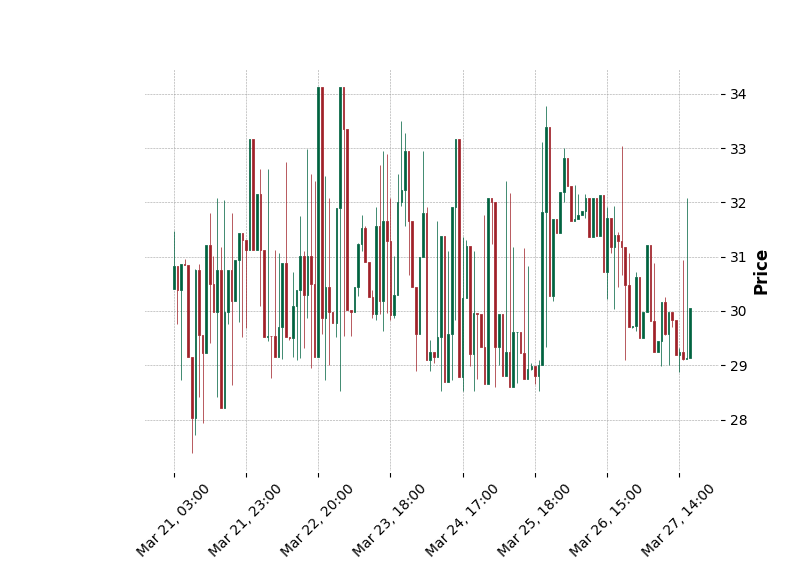 34
33
32
31
30
29
28
Price
Mar 21, 03:00
Mar 21, 23:00
Mar 22, 20:00
Mar 23, 18:00
Mar 24, 17:00
Mar 25, 18:00
Mar 26, 15:00
Mar 27, 14:00